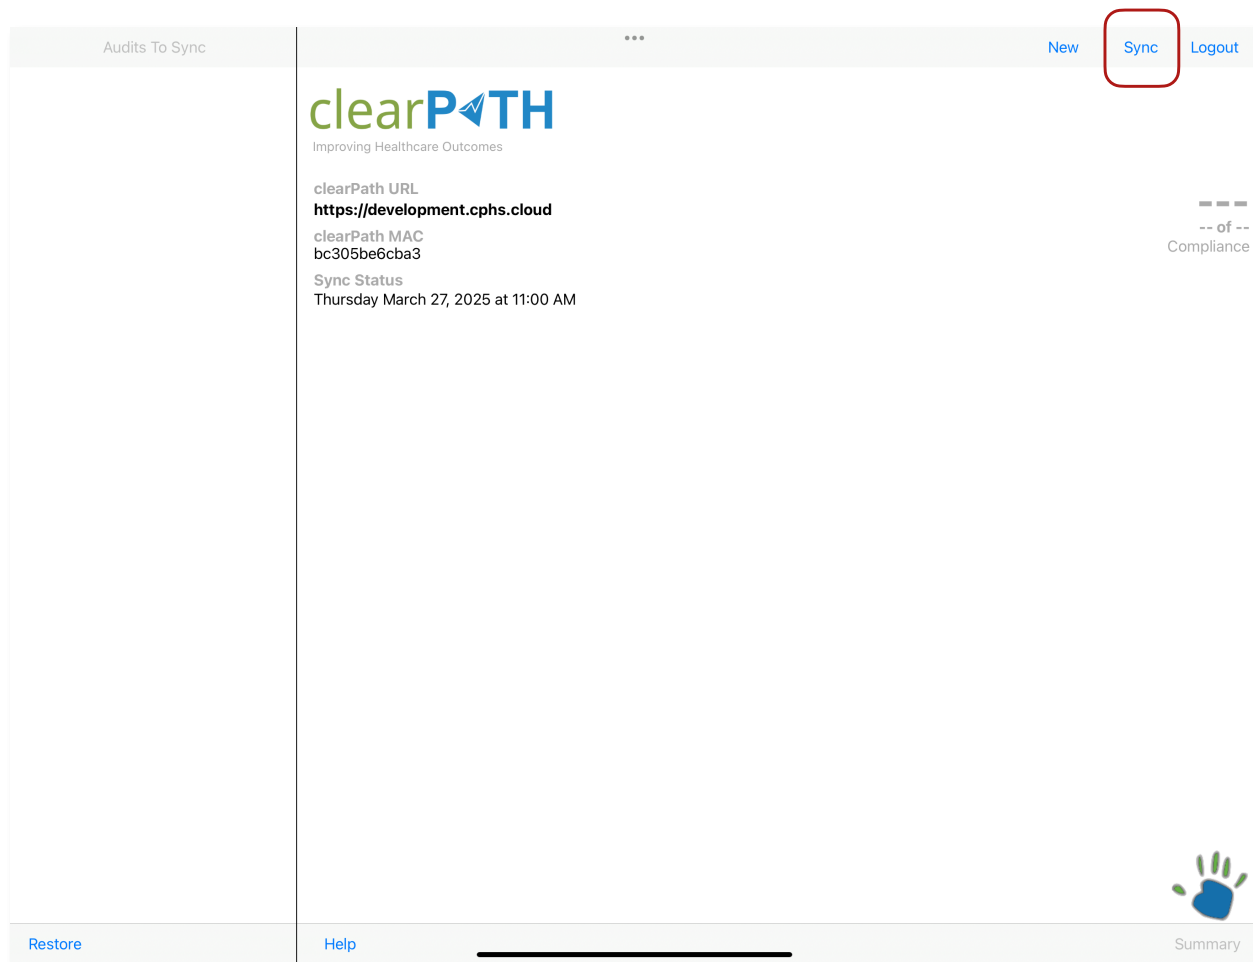 Audits To Sync
New
Sync
Logout
clearPATH
Improving Healthcare Outcomes
clearPath URL
https://development.cphs.cloud
clearPath MAC
bc305be6cba3
Sync Status
Thursday March 27, 2025 at 11:00 AM
---
-- of --
Compliance
Restore
Help
Summary